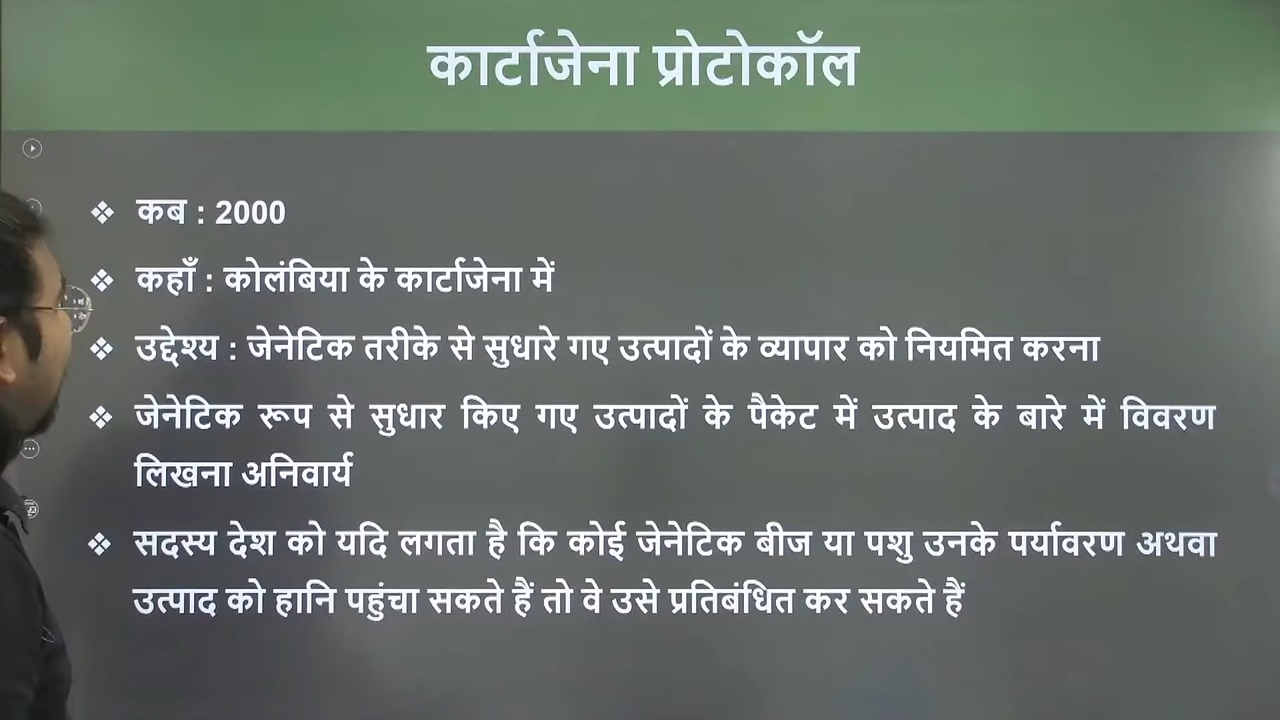 कार्टाजेना प्रोटोकॉल
❖ कब : 2000
❖ कहाँ : कोलंबिया के कार्टाजेना में
❖ उद्देश्य : जेनेटिक तरीके से सुधारे गए उत्पादों के व्यापार को नियमित करना
❖ जेनेटिक रूप से सुधार किए गए उत्पादों के पैकेट में उत्पाद के बारे में विवरण
लिखना अनिवार्य
❖ सदस्य देश को यदि लगता है कि कोई जेनेटिक बीज या पशु उनके पर्यावरण अथवा
उत्पाद को हानि पहुंचा सकते हैं तो वे उसे प्रतिबंधित कर सकते हैं